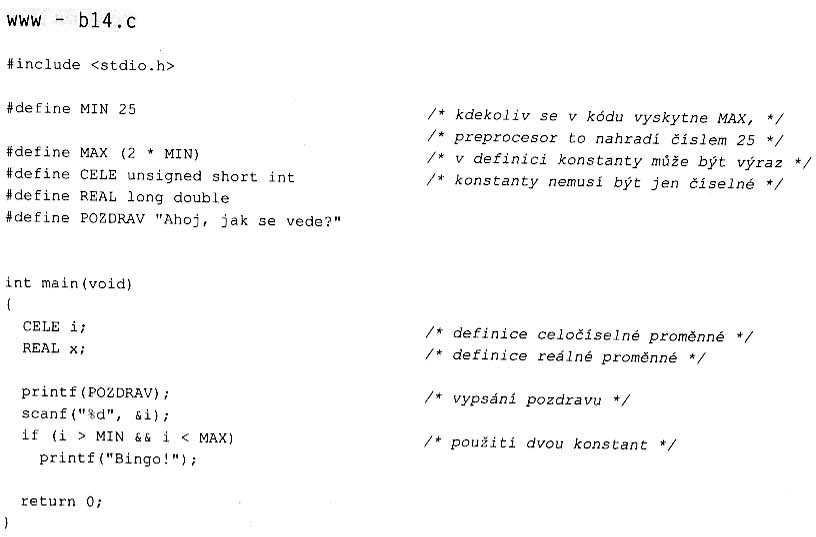 www - b14.c
#include <stdio.h>
#define MIN 25 /* kdekoliv se v kódu vyskytne MAX, */
/* preprocesor to nahradí číslem 25 */
#define MAX (2 * MIN) /* v definici konstanty může být výraz */
#define CELE unsigned short int /* konstanty nemusí být jen číselné */
#define REAL long double
#define POZDRAV "Ahoj, jak se vede?"
int main(void)
{
CELE i; /* definice celočíselné proměnné */
REAL x; /* definice reálné proměnné */
printf(POZDRAV); /* vypsání pozdravu */
scanf("%d", &i);
if (i > MIN && i < MAX) /* použití dvou konstant */
printf("Bingo!");
return 0;
}